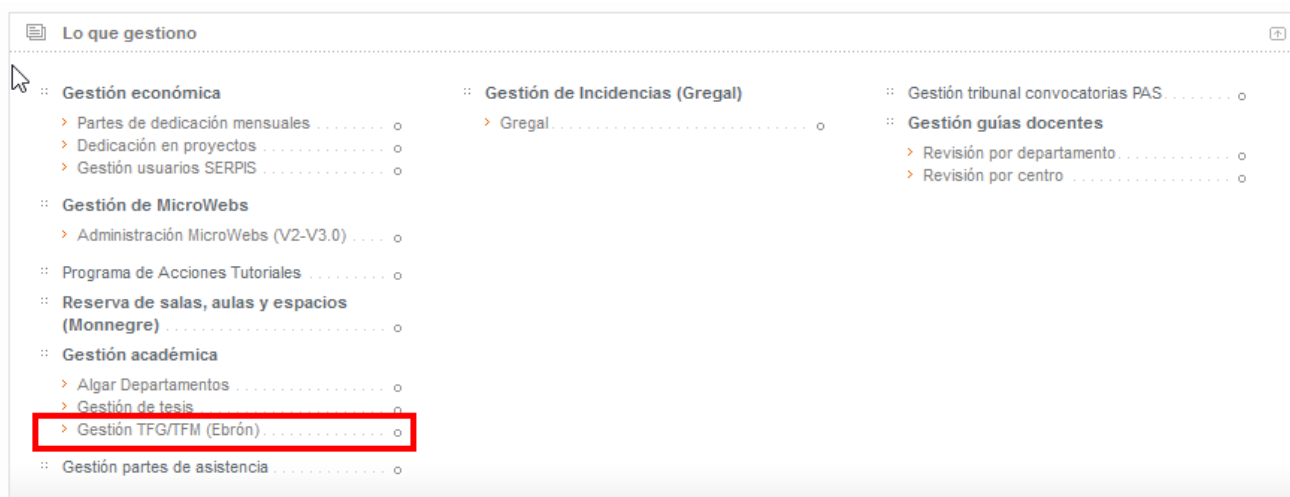 Lo que gestiono
Gestión económica
Partes de dedicación mensuales
Dedicación en proyectos
Gestión usuarios SERPIS
Gestión de MicroWebs
Administración MicroWebs (V2-V3.0)
Programa de Acciones Tutoriales
Reserva de salas, aulas y espacios
(Monnegre)
Gestión académica
Algar Departamentos
Gestión de tesis
Gestión TFG/TFM (Ebrón)
Gestión partes de asistencia
Gestión de Incidencias (Gregal)
Gregal
Gestión tribunal convocatorias PAS
Gestión guías docentes
Revisión por departamento
Revisión por centro